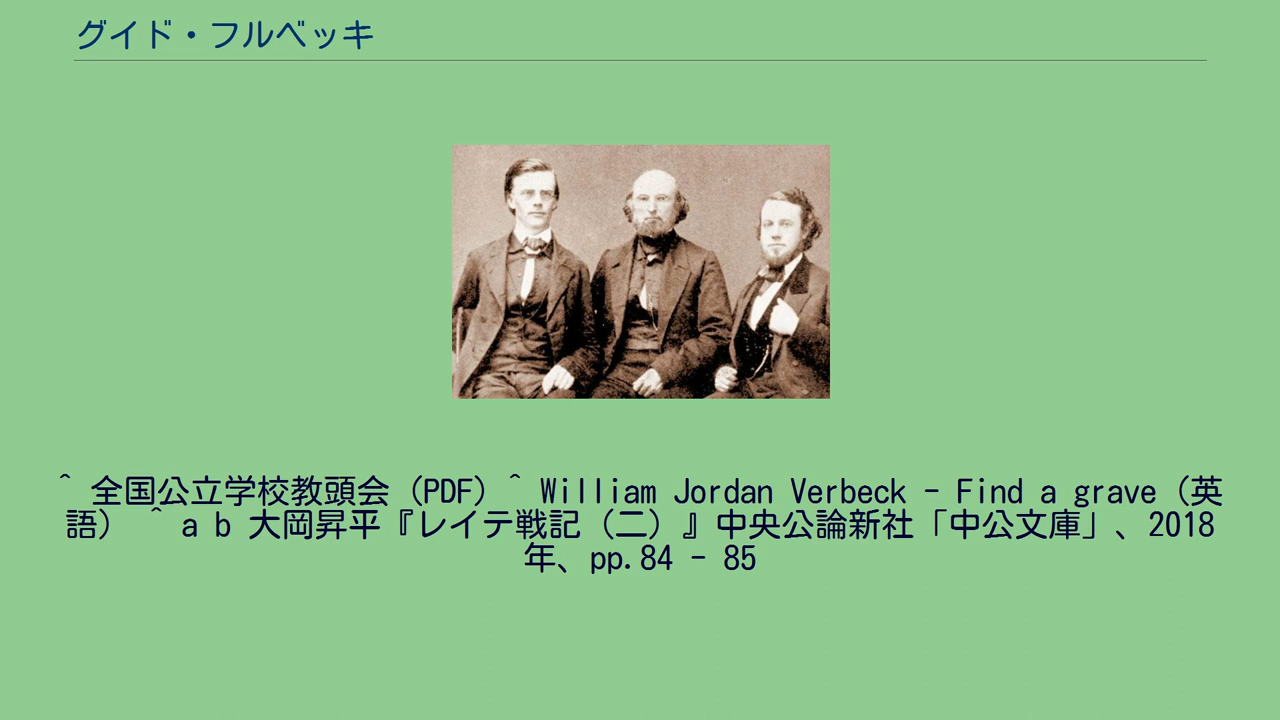 グイド・フルベッキ
^ 全国公立学校教頭会（PDF）^ William Jordan Verbeck - Find a grave（英
語） ^ a b 大岡昇平『レイテ戦記（二）』中央公論新社「中公文庫」、2018
年、pp.84 - 85